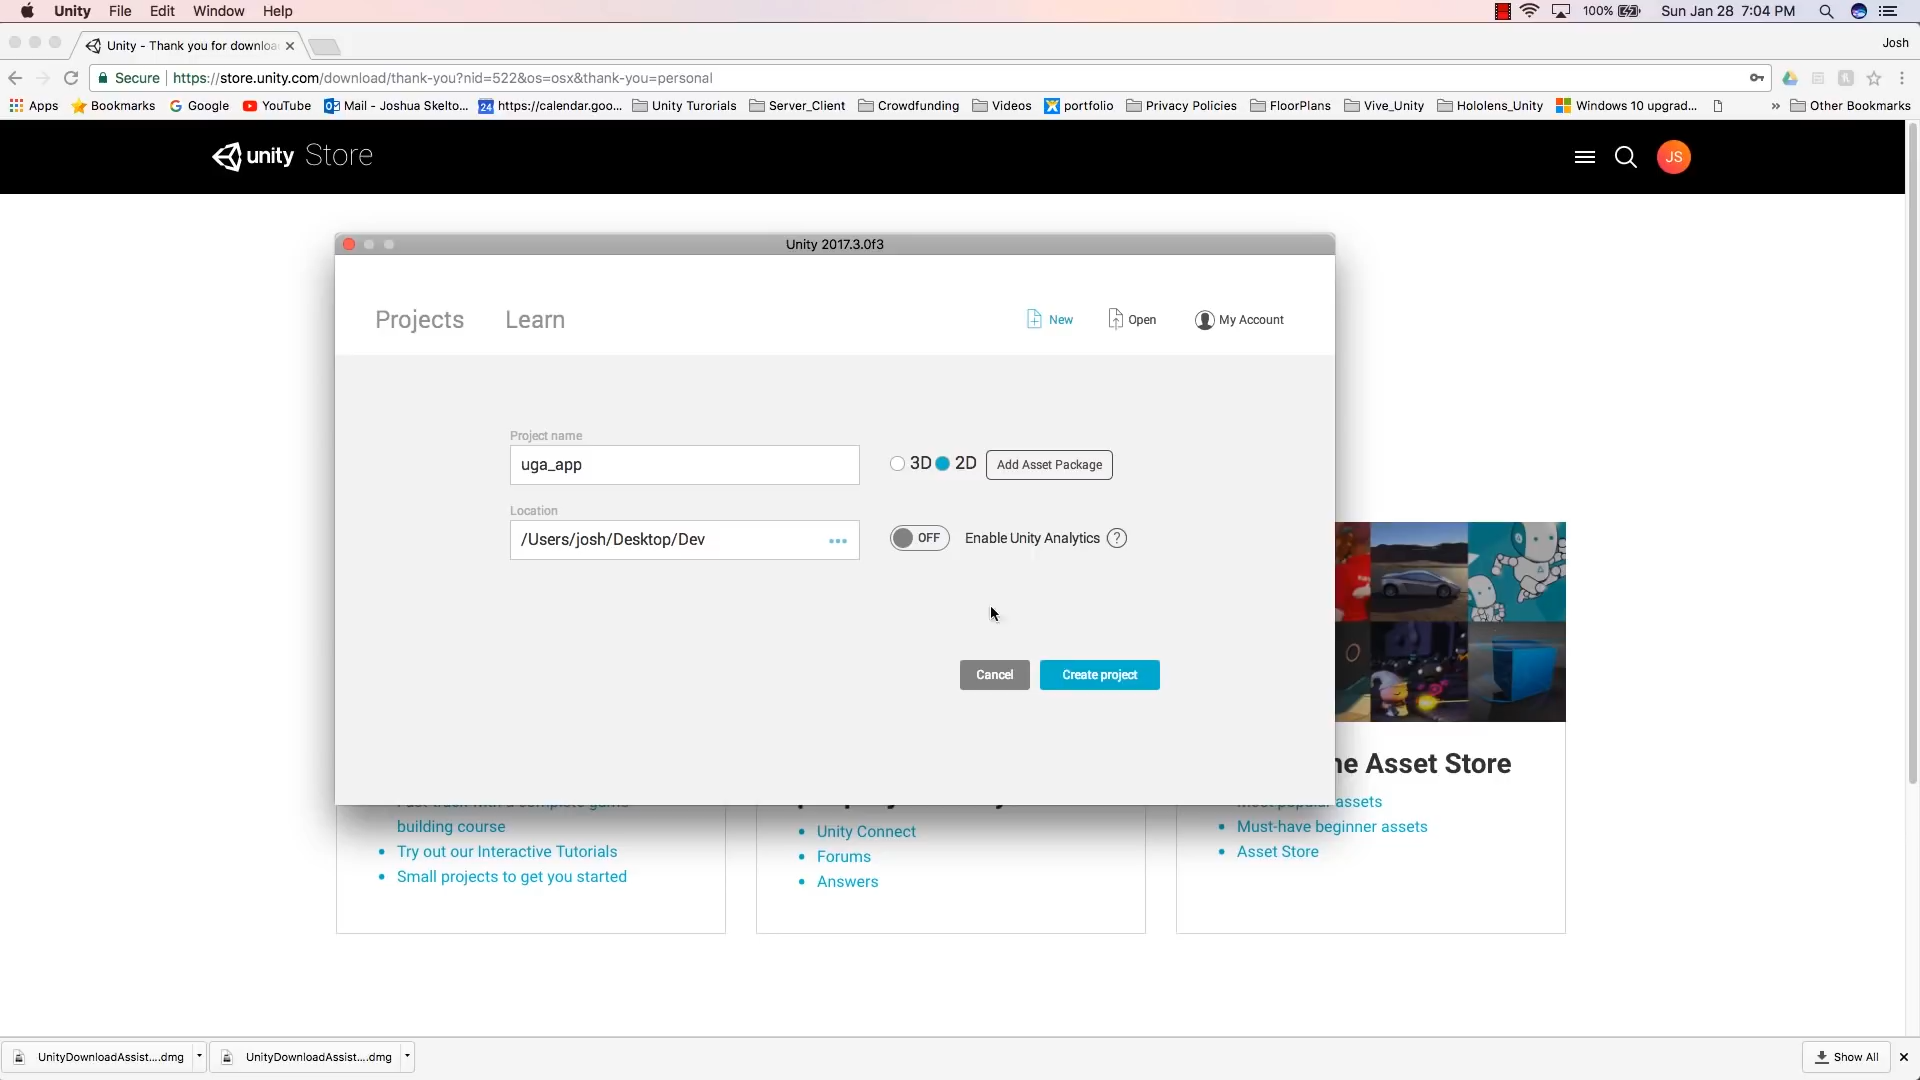 Unity File Edit Window Help 100% Sun Jan 28 7:04 PM
Unity - Thank you for downloa Josh
Secure https://store.unity.com/download/thank-you?nid=522&os=osx&thank-you=personal
Apps Bookmarks Google YouTube Mail - Joshua Skelto... 24 https://calendar.goo... Unity Turorials Server_Client Crowdfunding Videos portfolio Privacy Policies FloorPlans Vive_Unity Hololens_Unity Windows 10 upgrad... » Other Bookmarks
unity Store JS
Unity 2017.3.0f3
Projects Learn New Open My Account
Project name
uga_app 3D 2D Add Asset Package
Location
/Users/josh/Desktop/Dev ••• OFF Enable Unity Analytics ?
Cancel Create project
Asset Store
building course
• Try out our Interactive Tutorials
• Small projects to get you started
• Unity Connect
• Forums
• Answers
assets
• Must-have beginner assets
• Asset Store
UnityDownloadAssist....dmg UnityDownloadAssist....dmg Show All